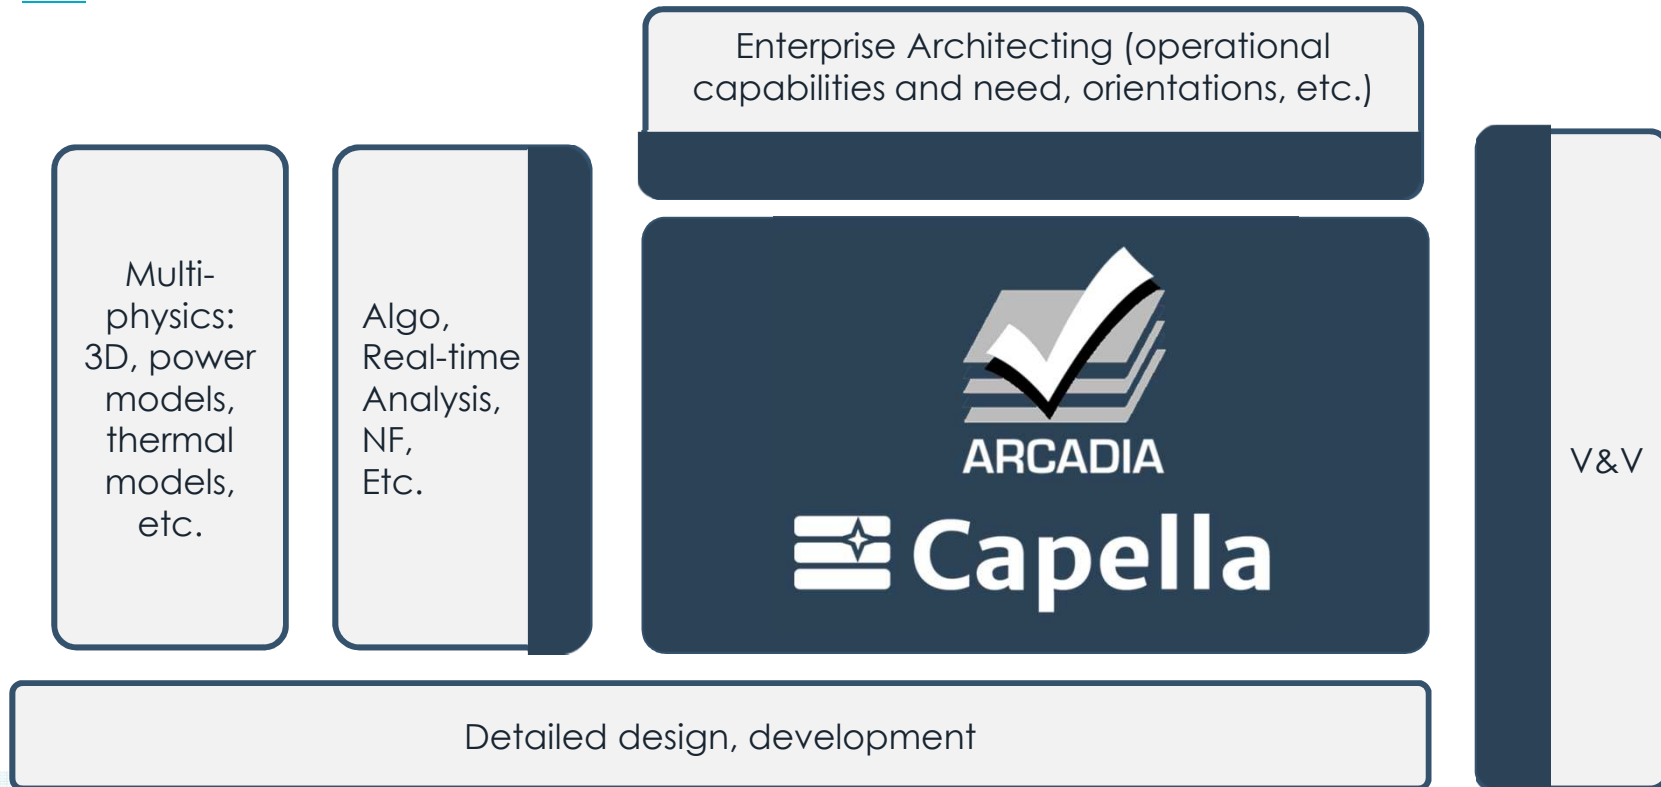 Enterprise Architecting (operational
capabilities and need, orientations, etc.)
Multi-
physics:
3D, power
models,
thermal
models,
etc.
Algo,
Real-time
Analysis,
NF,
Etc.
ARCADIA
Capella
V&V
Detailed design, development